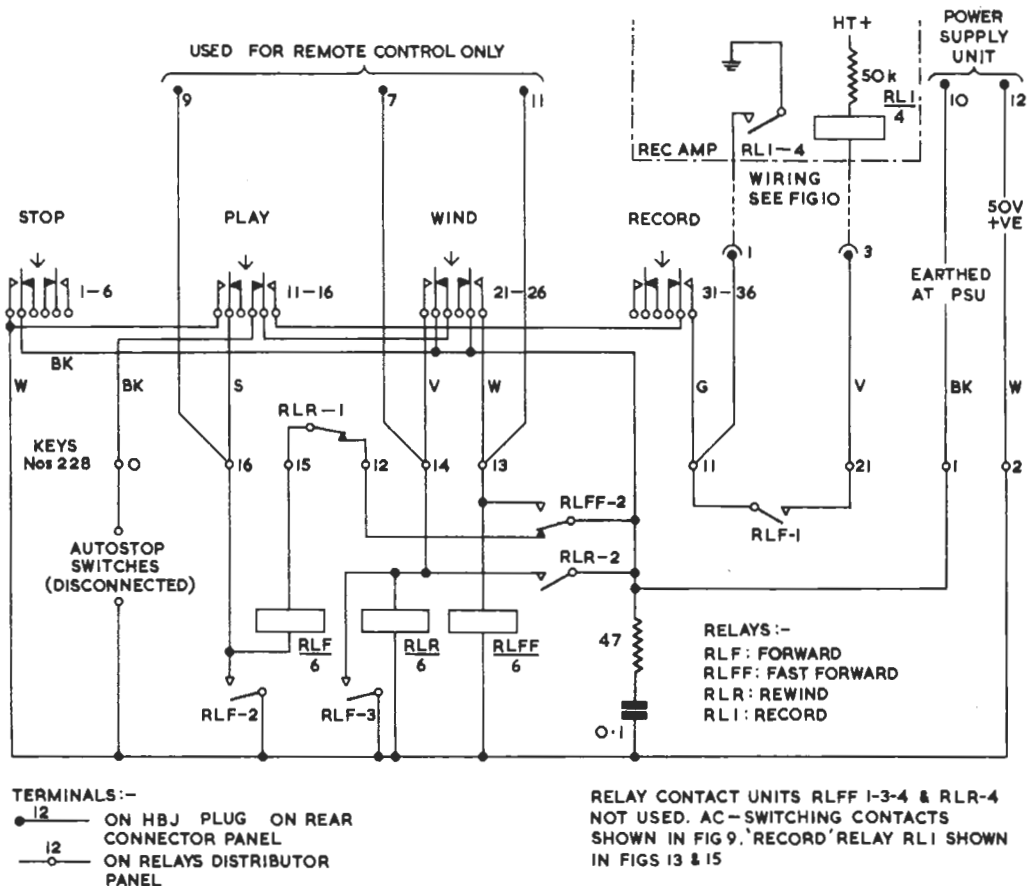 USED FOR REMOTE CONTROL ONLY
9
7
11
HT+
50k
RL1
4
REC AMP
RL1-4
POWER
SUPPLY
UNIT
10
12
WIRING
SEE FIG10
STOP
PLAY
WIND
RECORD
1
3
50V
+VE
1-6
11-16
21-26
31-36
EARTHED
AT PSU
BK
W
BK
S
V
W
G
V
BK
W
RLR-1
KEYS
Nos 228
0
16
15
12
14
13
11
21
1
2
RLFF-2
RLF-1
AUTOSTOP
SWITCHES
(DISCONNECTED)
RLR-2
RLF
6
RLR
6
RLFF
6
47
RELAYS:-
RLF: FORWARD
RLFF: FAST FORWARD
RLR: REWIND
RL1: RECORD
RLF-2
RLF-3
0·1
TERMINALS:-
12
ON HBJ PLUG ON REAR
CONNECTOR PANEL
12
ON RELAYS DISTRIBUTOR
PANEL
RELAY CONTACT UNITS RLFF 1-3-4 & RLR-4
NOT USED. AC-SWITCHING CONTACTS
SHOWN IN FIG 9. 'RECORD' RELAY RL1 SHOWN
IN FIGS 13 & 15